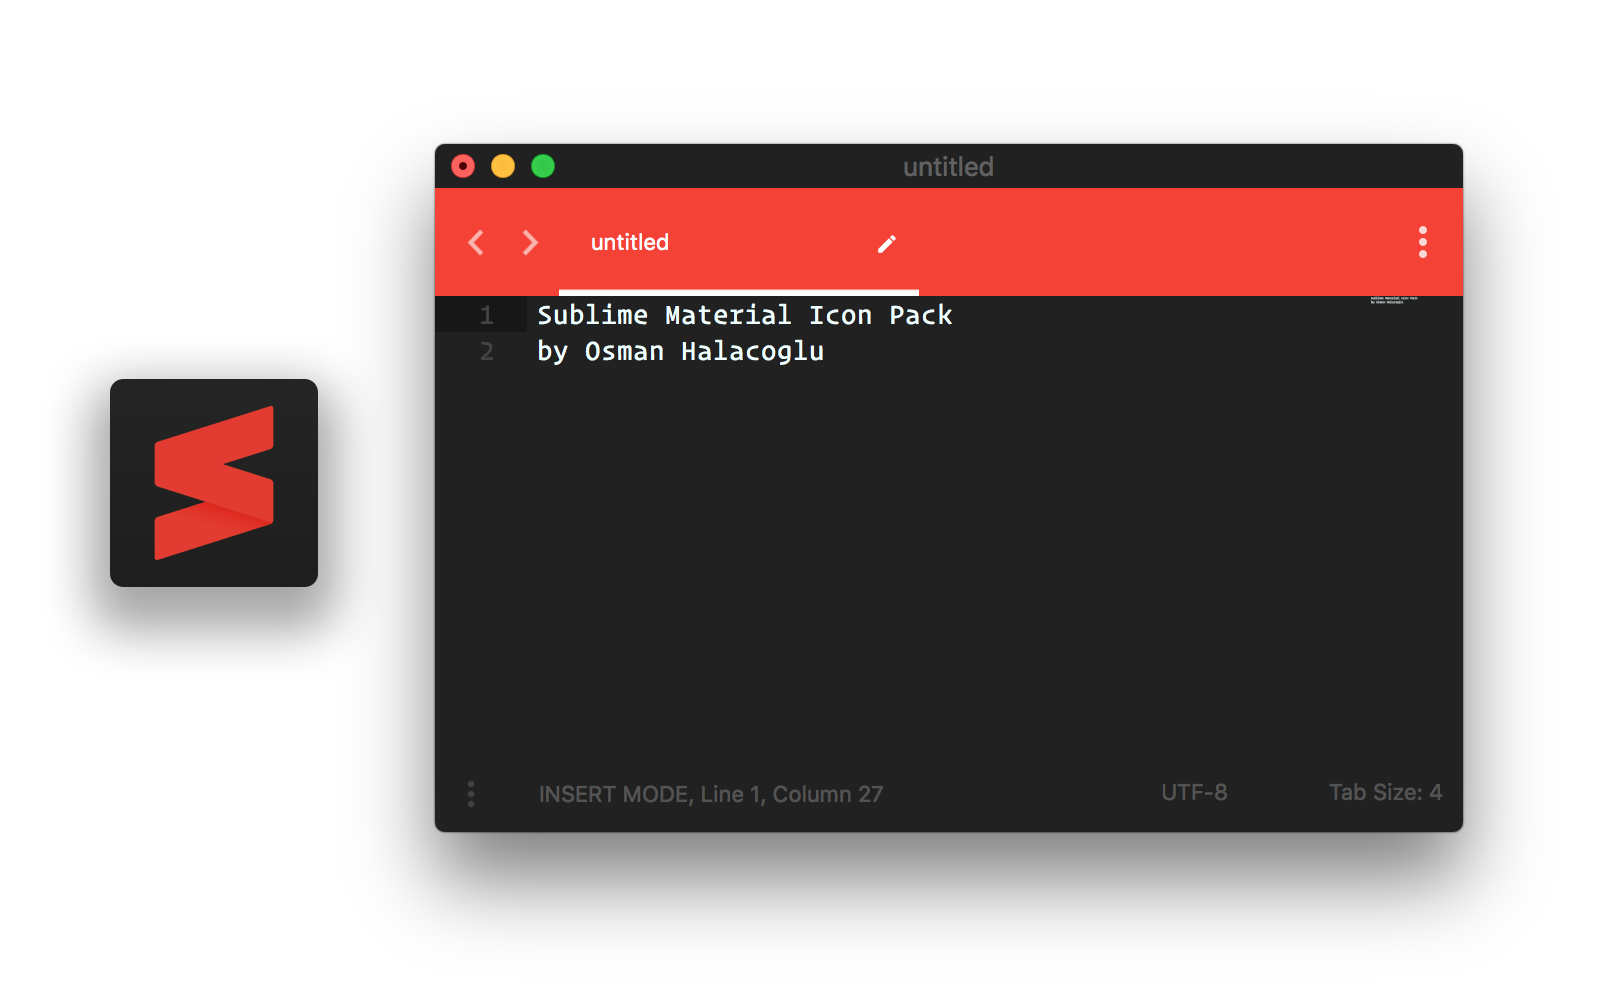 untitled
untitled
1 Sublime Material Icon Pack
2 by Osman Halacoglu
INSERT MODE, Line 1, Column 27
UTF-8
Tab Size: 4